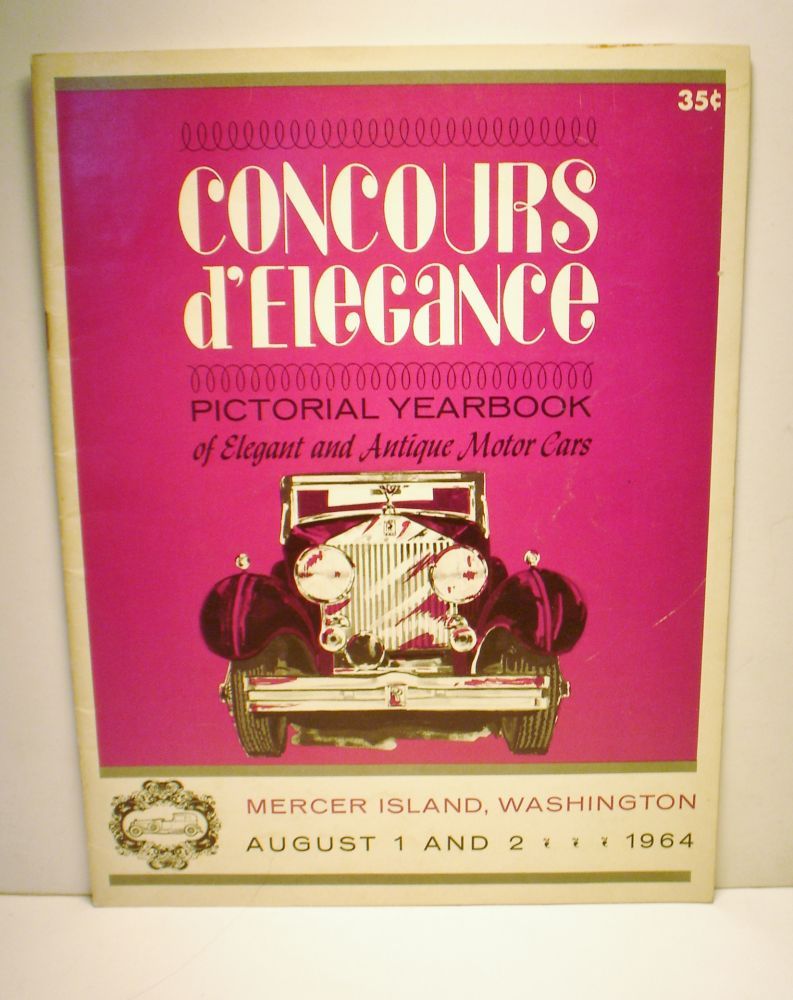 35¢
CONCOURS
d'ELeGaNCe
PICTORIAL YEARBOOK
of Elegant and Antique Motor Cars
MERCER ISLAND, WASHINGTON
AUGUST 1 AND 2 1964